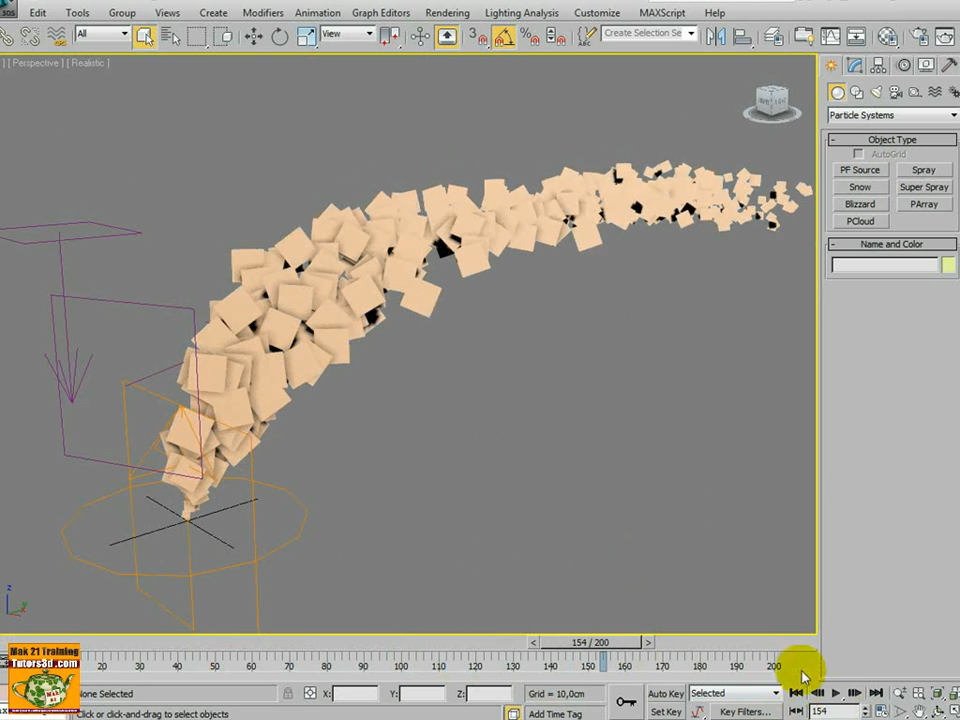 Edit Tools Group Views Create Modifiers Animation Graph Editors Rendering Lighting Analysis Customize MAXScript Help
All View 3 Create Selection Se
] [ Perspective ] [ Realistic ]
Particle Systems
- Object Type
AutoGrid
PF Source Spray
Snow Super Spray
Blizzard PArray
PCloud
- Name and Color
z
y
< 154 / 200 >
20 30 40 50 60 70 80 90 100 110 120 130 140 150 160 170 180 190 200
Mak 21 Training
Tutors3d.com
None Selected X: Y: Z: Grid = 10,0cm Auto Key Selected
Click or click-and-drag to select objects Add Time Tag Set Key Key Filters... 154